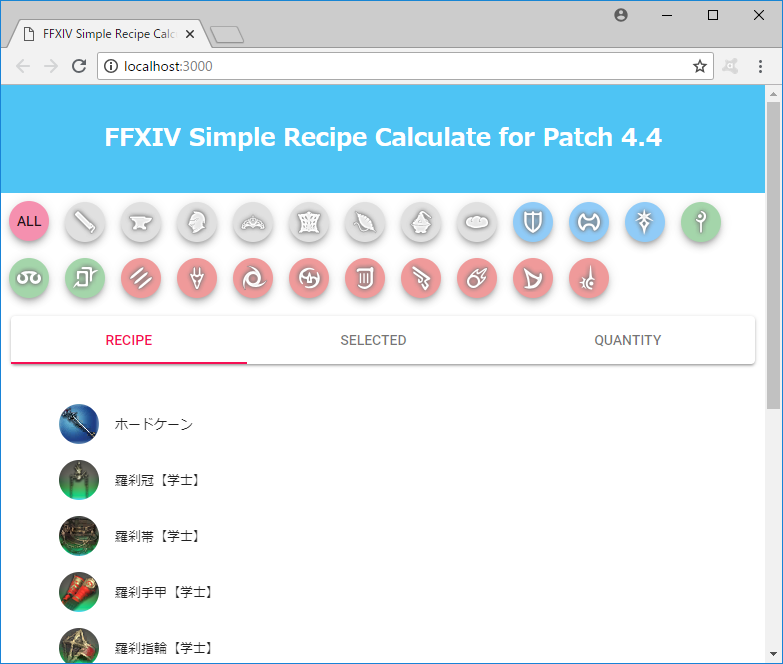 FFXIV Simple Recipe Calc
localhost:3000
FFXIV Simple Recipe Calculate for Patch 4.4
ALL
RECIPE SELECTED QUANTITY
ホードケーン
羅刹冠【学士】
羅刹帯【学士】
羅刹手甲【学士】
羅刹指輪【学士】